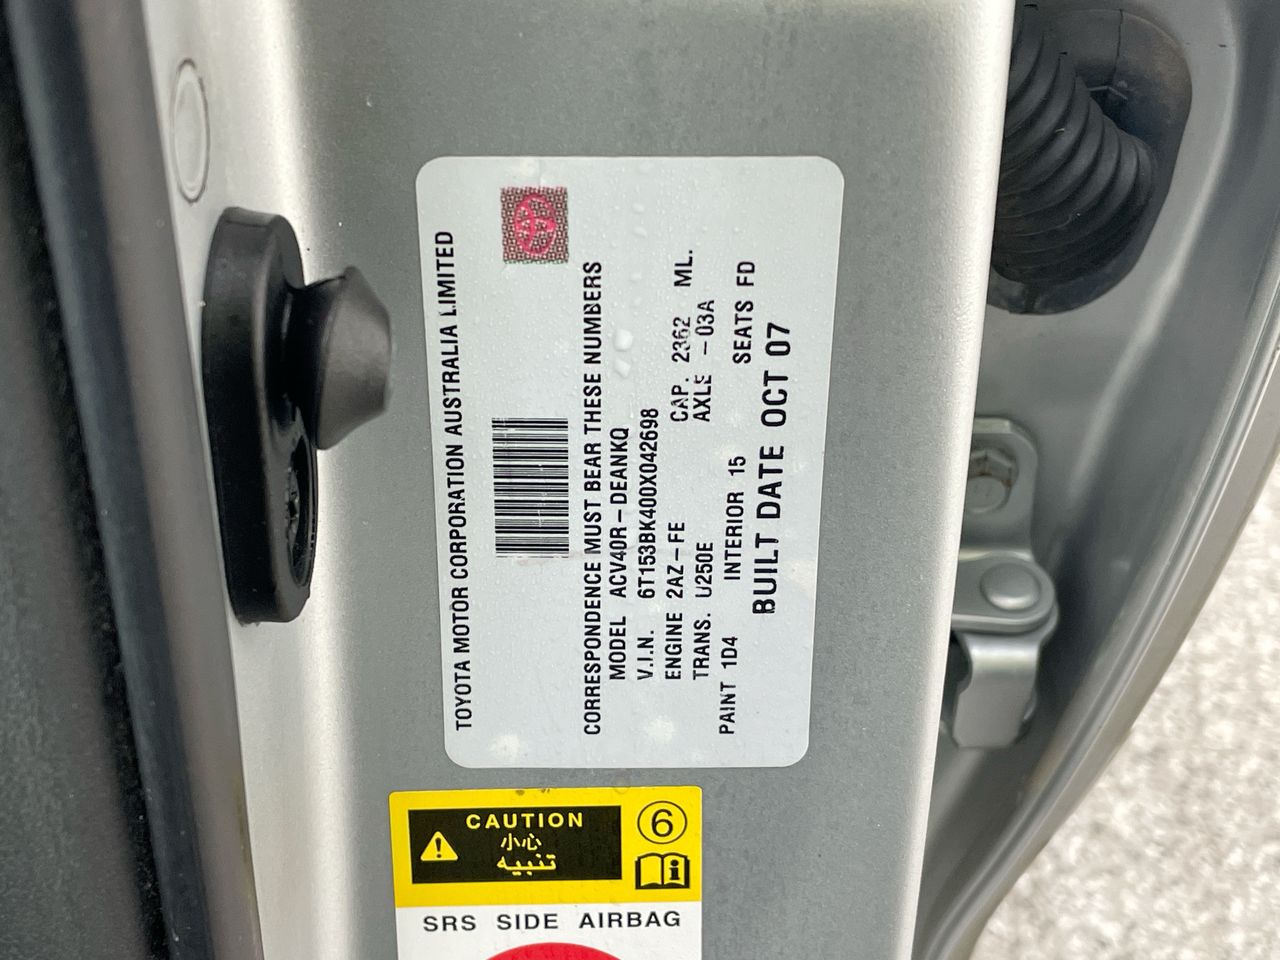 TOYOTA MOTOR CORPORATION AUSTRALIA LIMITED
CORRESPONDENCE MUST BEAR THESE NUMBERS
MODEL ACV40R-DEANKQ
V.I.N. 6T153BK400X042698
ENGINE 2AZ-FE CAP. 2362 ML.
TRANS. U250E AXLE -03A
PAINT 1D4 INTERIOR 15 SEATS FD
BUILT DATE OCT 07
CAUTION
小心
تنبيه
6
i
SRS SIDE AIRBAG